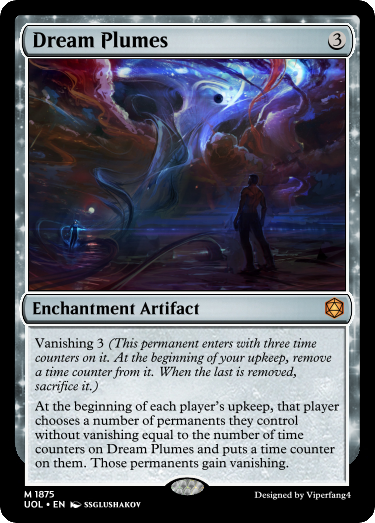 Dream Plumes 3
Enchantment Artifact
Vanishing 3 (This permanent enters with three time
counters on it. At the beginning of your upkeep, remove
a time counter from it. When the last is removed,
sacrifice it.)
At the beginning of each player's upkeep, that player
chooses a number of permanents they control
without vanishing equal to the number of time
counters on Dream Plumes and puts a time counter
on them. Those permanents gain vanishing.
M 1875
UOL • EN SSGLUSHAKOV
Designed by Viperfang4